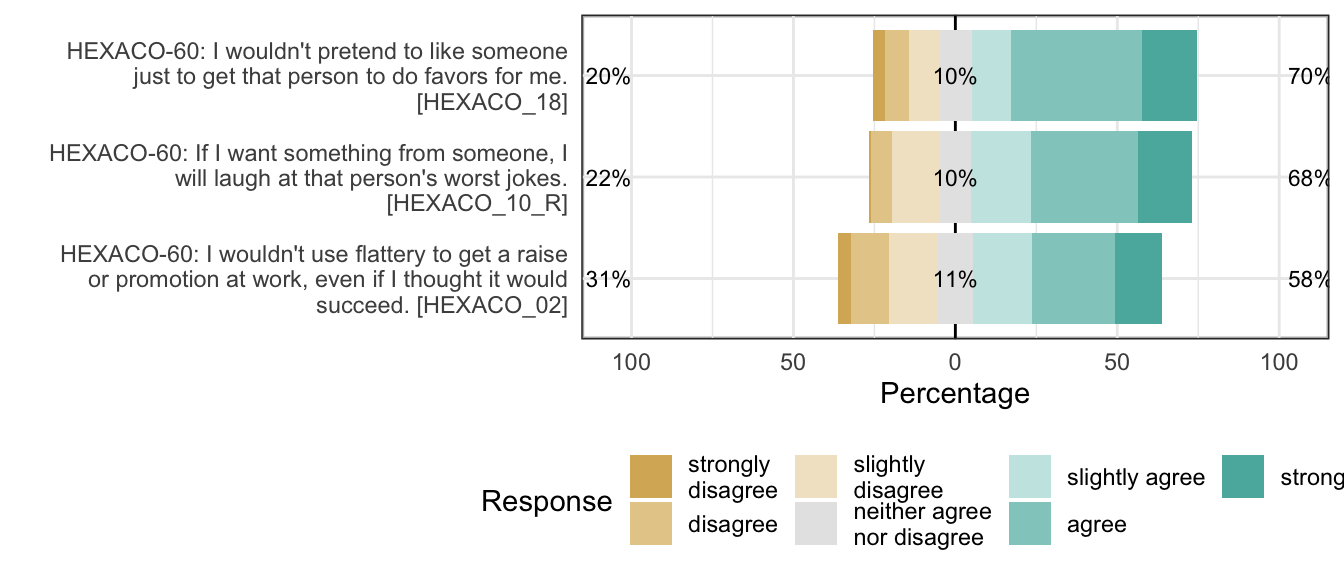 HEXACO-60: I wouldn't pretend to like someone
just to get that person to do favors for me.
[HEXACO_18]
20%
10%
70%
HEXACO-60: If I want something from someone, I
will laugh at that person's worst jokes.
[HEXACO_10_R]
22%
10%
68%
HEXACO-60: I wouldn't use flattery to get a raise
or promotion at work, even if I thought it would
succeed. [HEXACO_02]
31%
11%
58%
100 50 0 50 100
Percentage
Response
strongly
disagree
disagree
slightly
disagree
neither agree
nor disagree
slightly agree
agree
strong